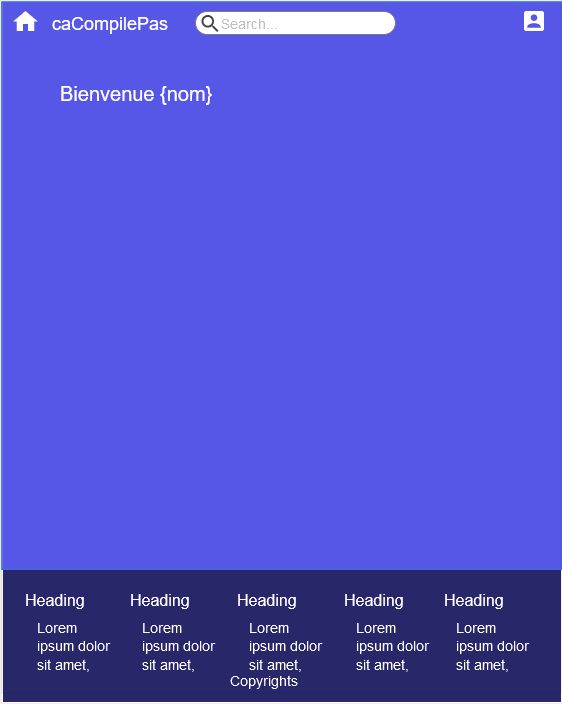 caCompilePas
Search...
Bienvenue {nom}
Heading
Lorem
ipsum dolor
sit amet,
Heading
Lorem
ipsum dolor
sit amet,
Heading
Lorem
ipsum dolor
sit amet,
Heading
Lorem
ipsum dolor
sit amet,
Heading
Lorem
ipsum dolor
sit amet,
Copyrights